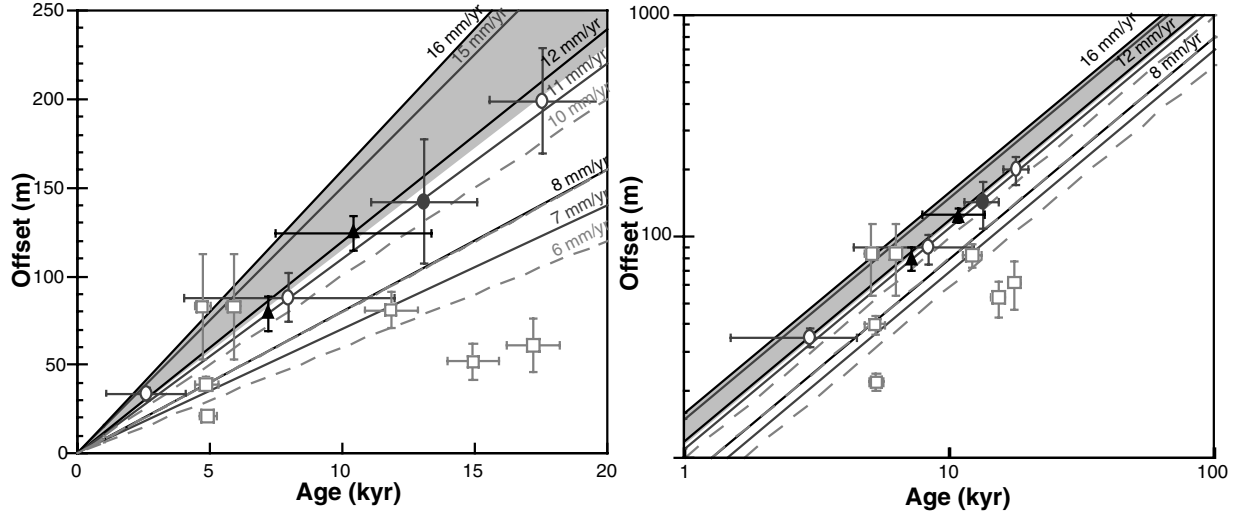 250
200
150
100
50
0
Offset (m)
16 mm/yr
15 mm/yr
12 mm/yr
11 mm/yr
10 mm/yr
8 mm/yr
7 mm/yr
6 mm/yr
0
5
10
15
20
Age (kyr)
1000
100
Offset (m)
16 mm/yr
12 mm/yr
8 mm/yr
1
10
100
Age (kyr)